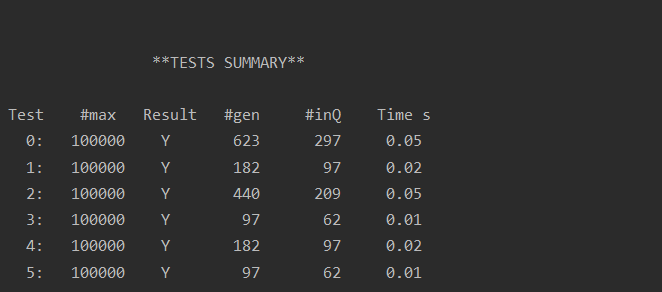 **TESTS SUMMARY**
Test #max Result #gen #inQ Time s
0: 100000 Y 623 297 0.05
1: 100000 Y 182 97 0.02
2: 100000 Y 440 209 0.05
3: 100000 Y 97 62 0.01
4: 100000 Y 182 97 0.02
5: 100000 Y 97 62 0.01